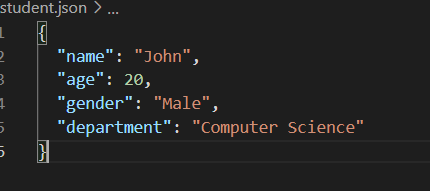 student.json > ...
1 {
2   "name": "John",
3   "age": 20,
4   "gender": "Male",
5   "department": "Computer Science"
6 }